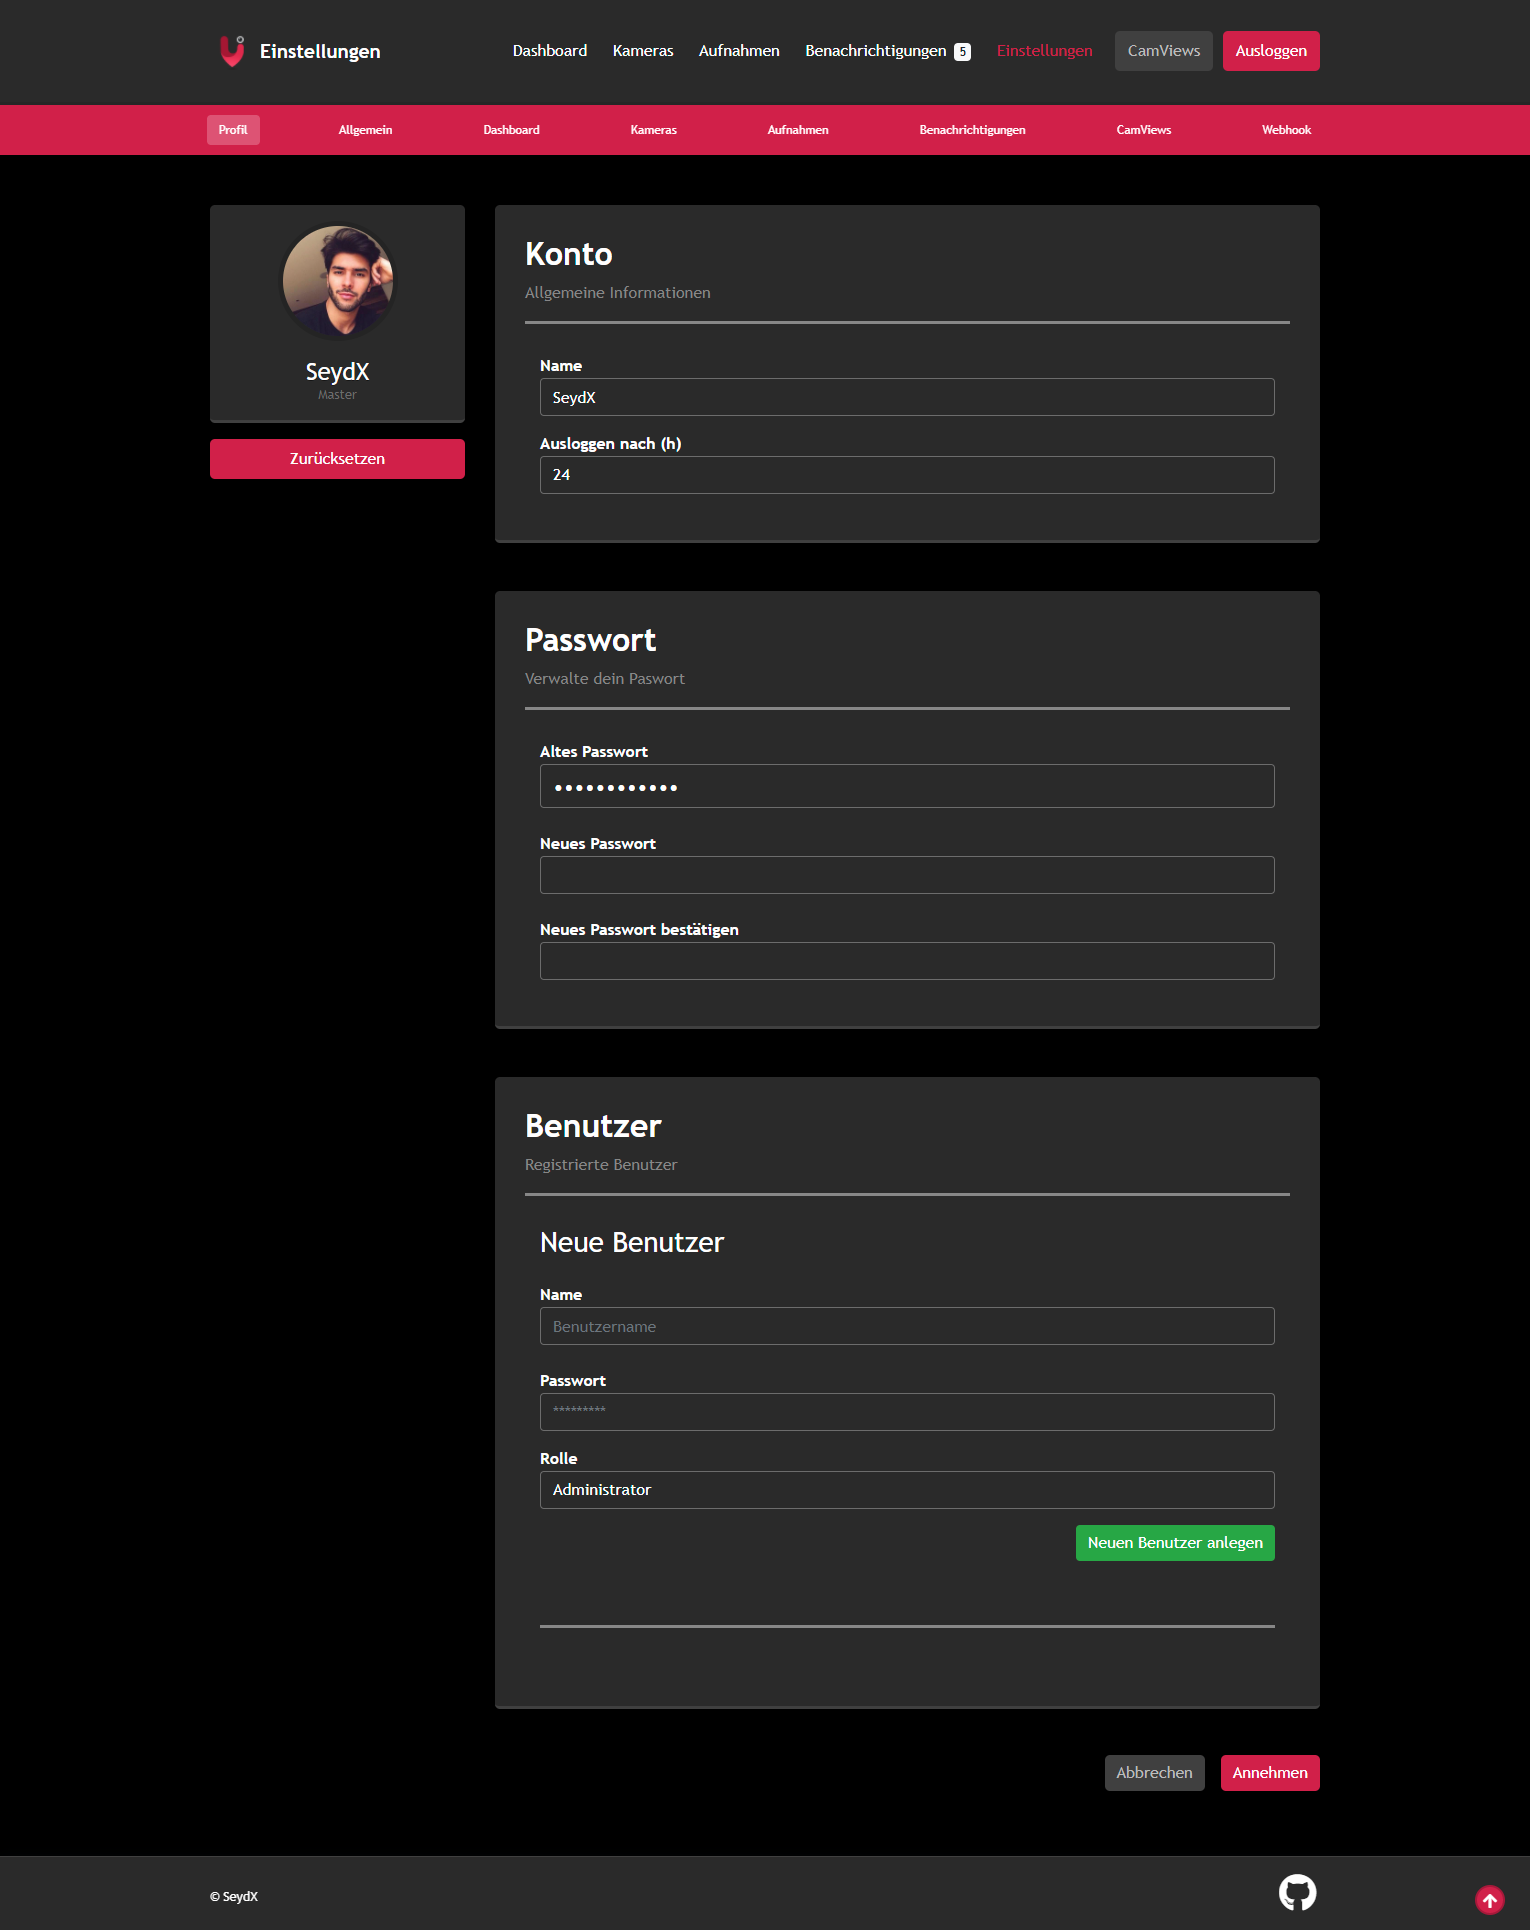 Einstellungen
Dashboard Kameras Aufnahmen Benachrichtigungen 5 Einstellungen CamViews Ausloggen
Profil Allgemein Dashboard Kameras Aufnahmen Benachrichtigungen CamViews Webhook
SeydX
Master
Zurücksetzen
Konto
Allgemeine Informationen
Name
SeydX
Ausloggen nach (h)
24
Passwort
Verwalte dein Paswort
Altes Passwort
••••••••••••
Neues Passwort
Neues Passwort bestätigen
Benutzer
Registrierte Benutzer
Neue Benutzer
Name
Benutzername
Passwort
*********
Rolle
Administrator
Neuen Benutzer anlegen
Abbrechen Annehmen
© SeydX